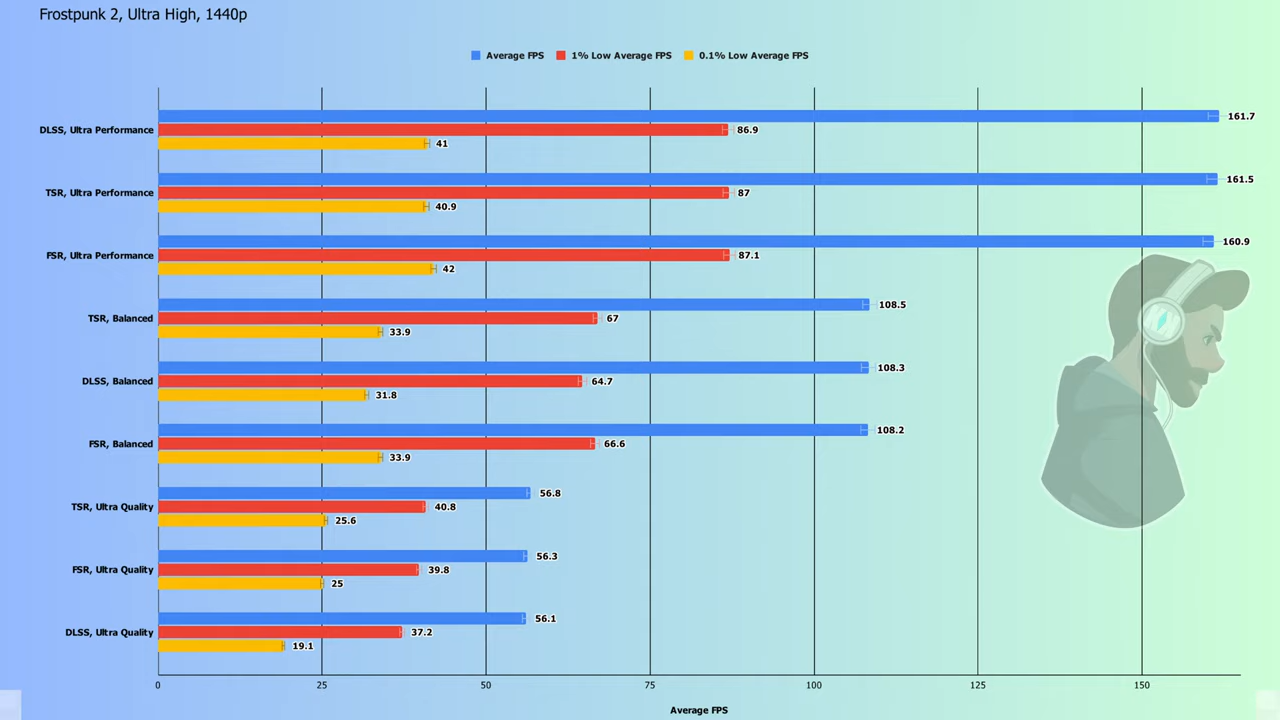 Frostpunk 2, Ultra High, 1440p
Average FPS 1% Low Average FPS 0.1% Low Average FPS
161.7
DLSS, Ultra Performance 86.9
41
161.5
TSR, Ultra Performance 87
40.9
160.9
FSR, Ultra Performance 87.1
42
108.5
TSR, Balanced 67
33.9
108.3
DLSS, Balanced 64.7
31.8
108.2
FSR, Balanced 66.6
33.9
56.8
TSR, Ultra Quality 40.8
25.6
56.3
FSR, Ultra Quality 39.8
25
56.1
DLSS, Ultra Quality 37.2
19.1
0 25 50 75 100 125 150
Average FPS